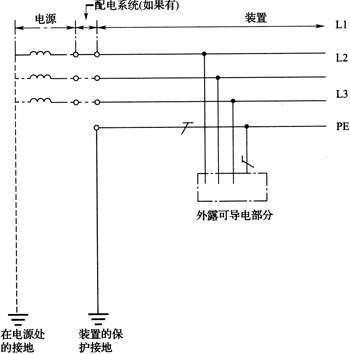 配电系统(如果有)
电源
装置
L1
L2
L3
PE
外露可导电部分
在电源处
的接地
装置的保
护接地